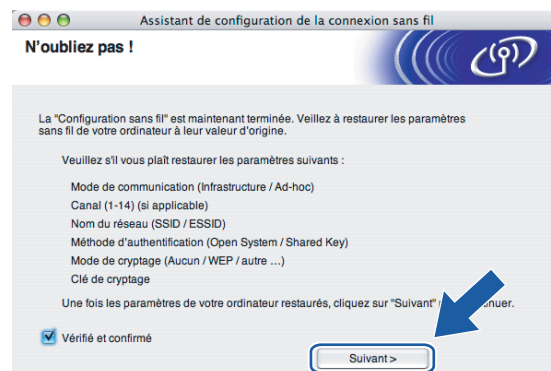 Assistant de configuration de la connexion sans fil
N'oubliez pas !
La "Configuration sans fil" est maintenant terminée. Veillez à restaurer les paramètres
sans fil de votre ordinateur à leur valeur d'origine.
Veuillez s'il vous plaît restaurer les paramètres suivants :
Mode de communication (Infrastructure / Ad-hoc)
Canal (1-14) (si applicable)
Nom du réseau (SSID / ESSID)
Méthode d'authentification (Open System / Shared Key)
Mode de cryptage (Aucun / WEP / autre ...)
Clé de cryptage
Une fois les paramètres de votre ordinateur restaurés, cliquez sur "Suivant" nuer.
Vérifié et confirmé
Suivant >